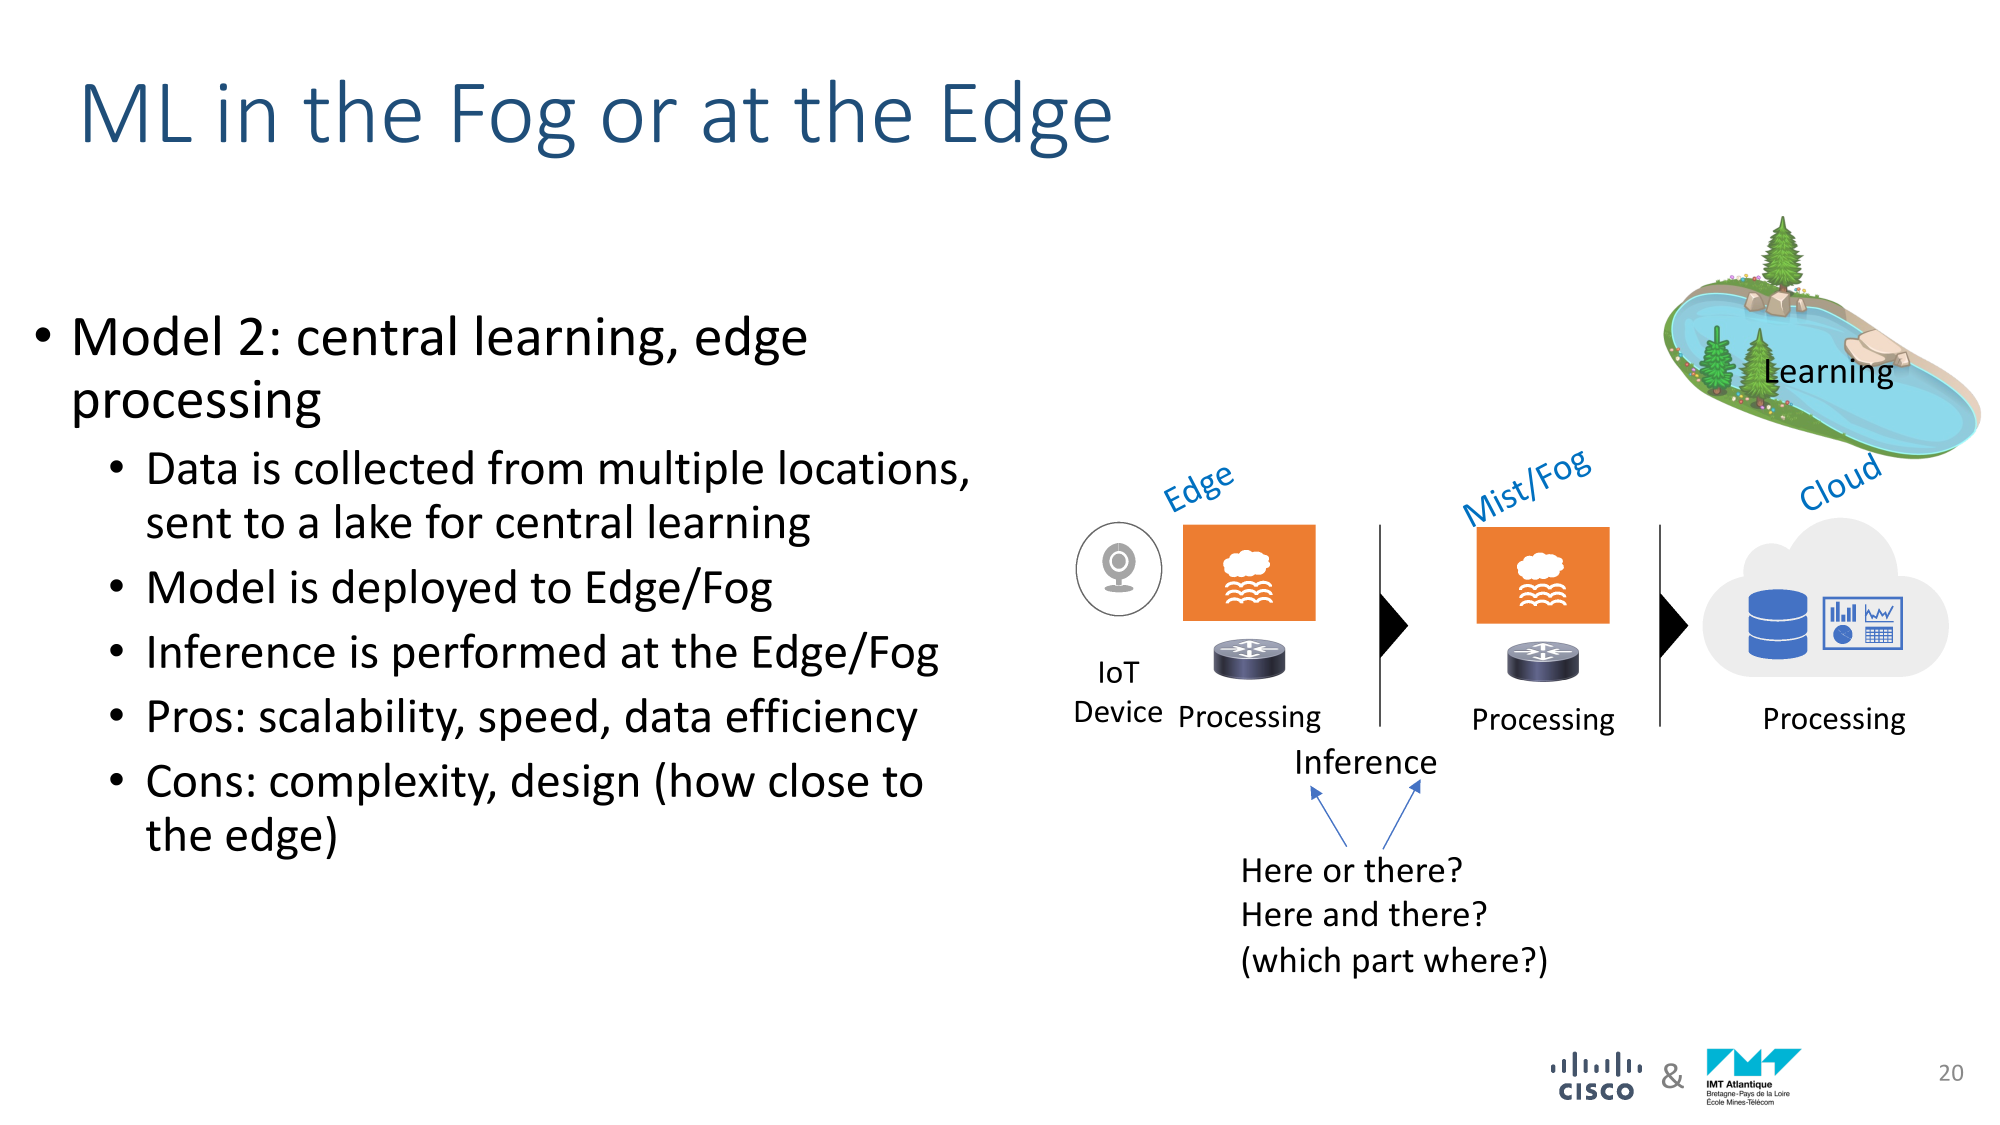 ML in the Fog or at the Edge
• Model 2: central learning, edge
processing
• Data is collected from multiple locations,
sent to a lake for central learning
• Model is deployed to Edge/Fog
• Inference is performed at the Edge/Fog
• Pros: scalability, speed, data efficiency
• Cons: complexity, design (how close to
the edge)
Learning
Edge
Mist/Fog
Cloud
IoT
Device
Processing
Processing
Processing
Inference
Here or there?
Here and there?
(which part where?)
CISCO
&
IMT Atlantique
Bretagne-Pays de la Loire
École Mines-Télécom
20